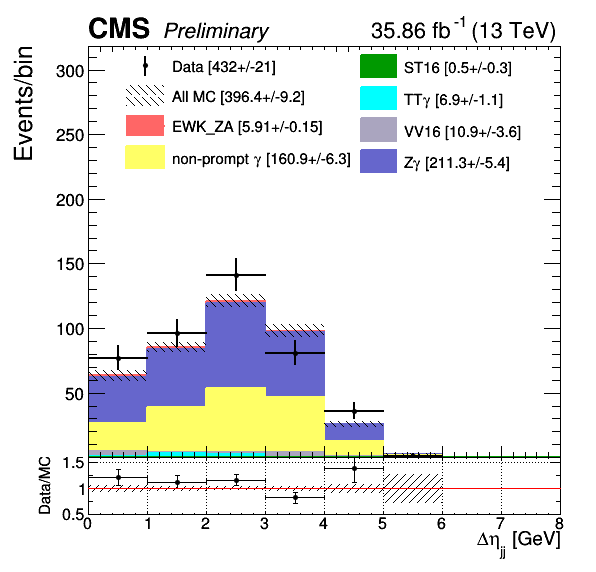 CMS Preliminary 35.86 fb⁻¹ (13 TeV)
Events/bin
300
250
200
150
100
50
Data [432+/-21]
All MC [396.4+/-9.2]
EWK_ZA [5.91+/-0.15]
non-prompt γ [160.9+/-6.3]
ST16 [0.5+/-0.3]
TTγ [6.9+/-1.1]
VV16 [10.9+/-3.6]
Zγ [211.3+/-5.4]
Data/MC
1.5
1
0.5
0 1 2 3 4 5 6 7 8
Δη_jj [GeV]